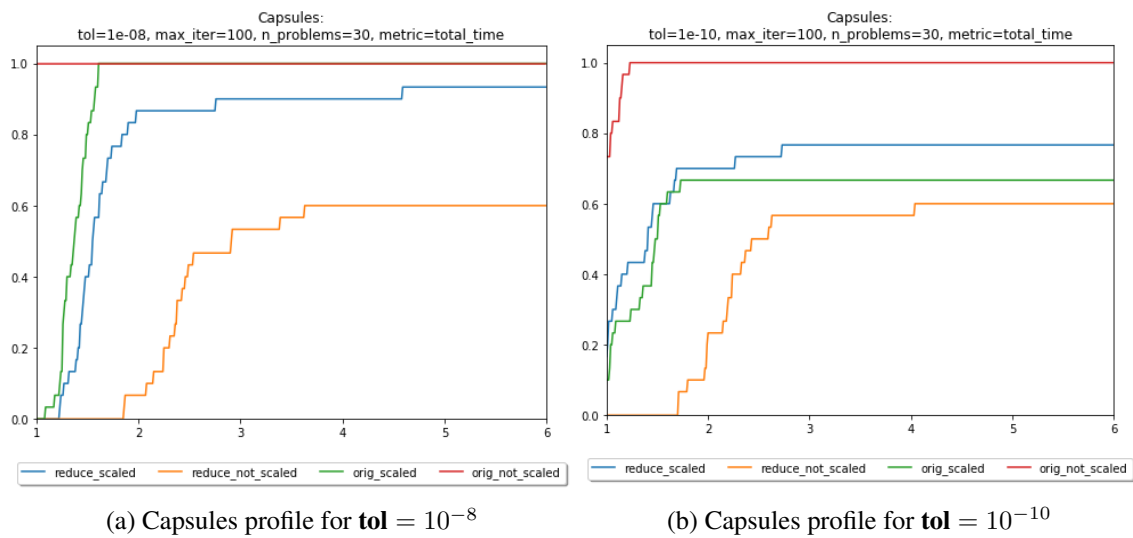 Capsules:
tol=1e-08, max_iter=100, n_problems=30, metric=total_time
1.0
0.8
0.6
0.4
0.2
0.0
1 2 3 4 5 6
reduce_scaled reduce_not_scaled orig_scaled orig_not_scaled
(a) Capsules profile for tol = 10⁻⁸
Capsules:
tol=1e-10, max_iter=100, n_problems=30, metric=total_time
1.0
0.8
0.6
0.4
0.2
0.0
1 2 3 4 5 6
reduce_scaled reduce_not_scaled orig_scaled orig_not_scaled
(b) Capsules profile for tol = 10⁻¹⁰